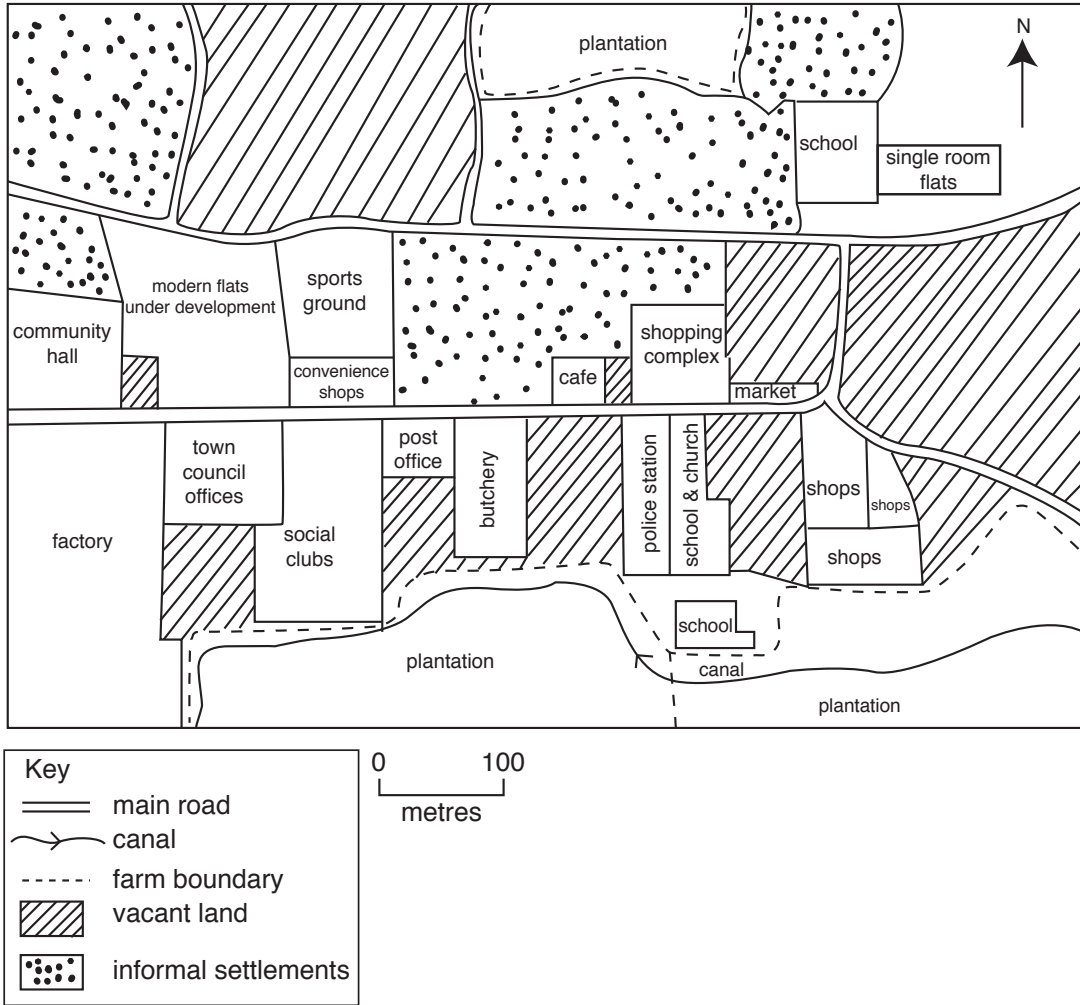 plantation
N
school
single room
flats
modern flats
under development
sports
ground
community
hall
shopping
complex
convenience
shops
cafe
market
town
council
offices
post
office
butchery
police station
school & church
shops
shops
factory
social
clubs
shops
school
plantation
canal
plantation
Key
main road
canal
farm boundary
vacant land
informal settlements
0 100
metres